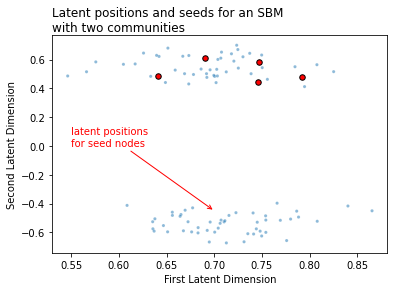 Latent positions and seeds for an SBM
with two communities
Second Latent Dimension
0.6
0.4
0.2
0.0
−0.2
−0.4
−0.6
latent positions
for seed nodes
0.55
0.60
0.65
0.70
0.75
0.80
0.85
First Latent Dimension